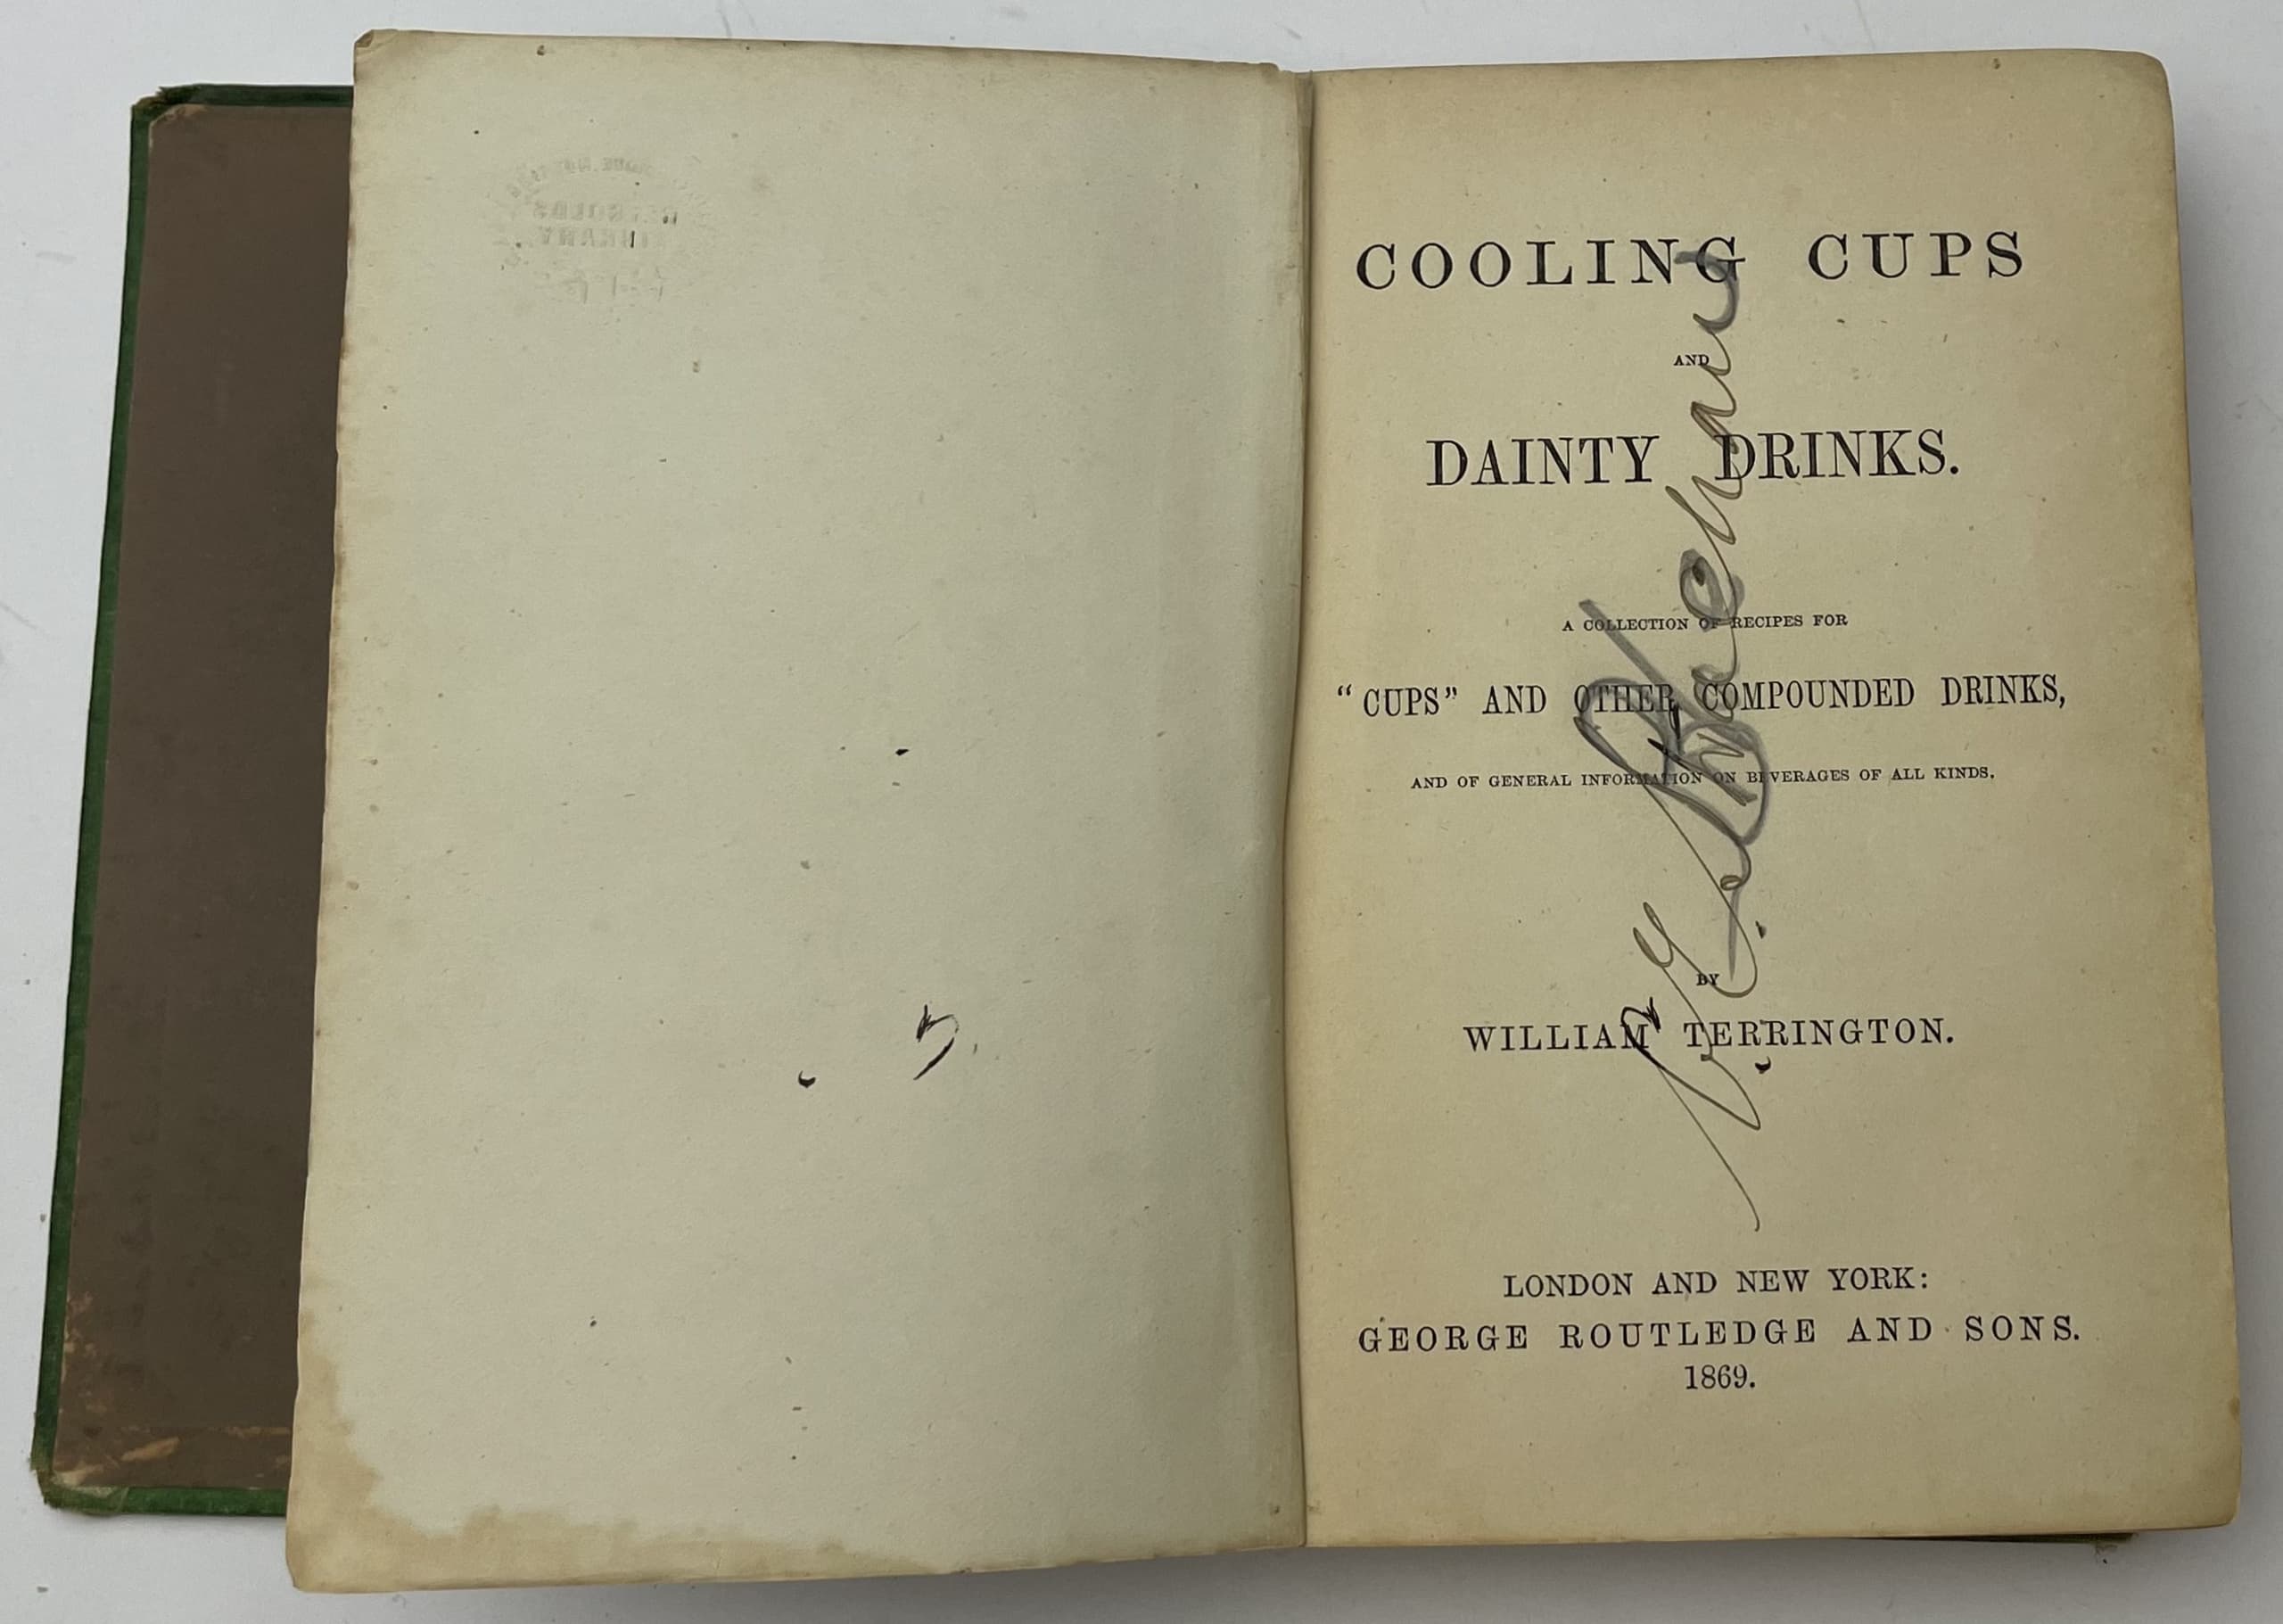 COOLING CUPS
AND
DAINTY DRINKS.
A COLLECTION OF RECIPES FOR
"CUPS" AND OTHER COMPOUNDED DRINKS,
AND OF GENERAL INFORMATION ON BEVERAGES OF ALL KINDS.
BY
WILLIAM TERRINGTON.
LONDON AND NEW YORK:
GEORGE ROUTLEDGE AND SONS.
1869.